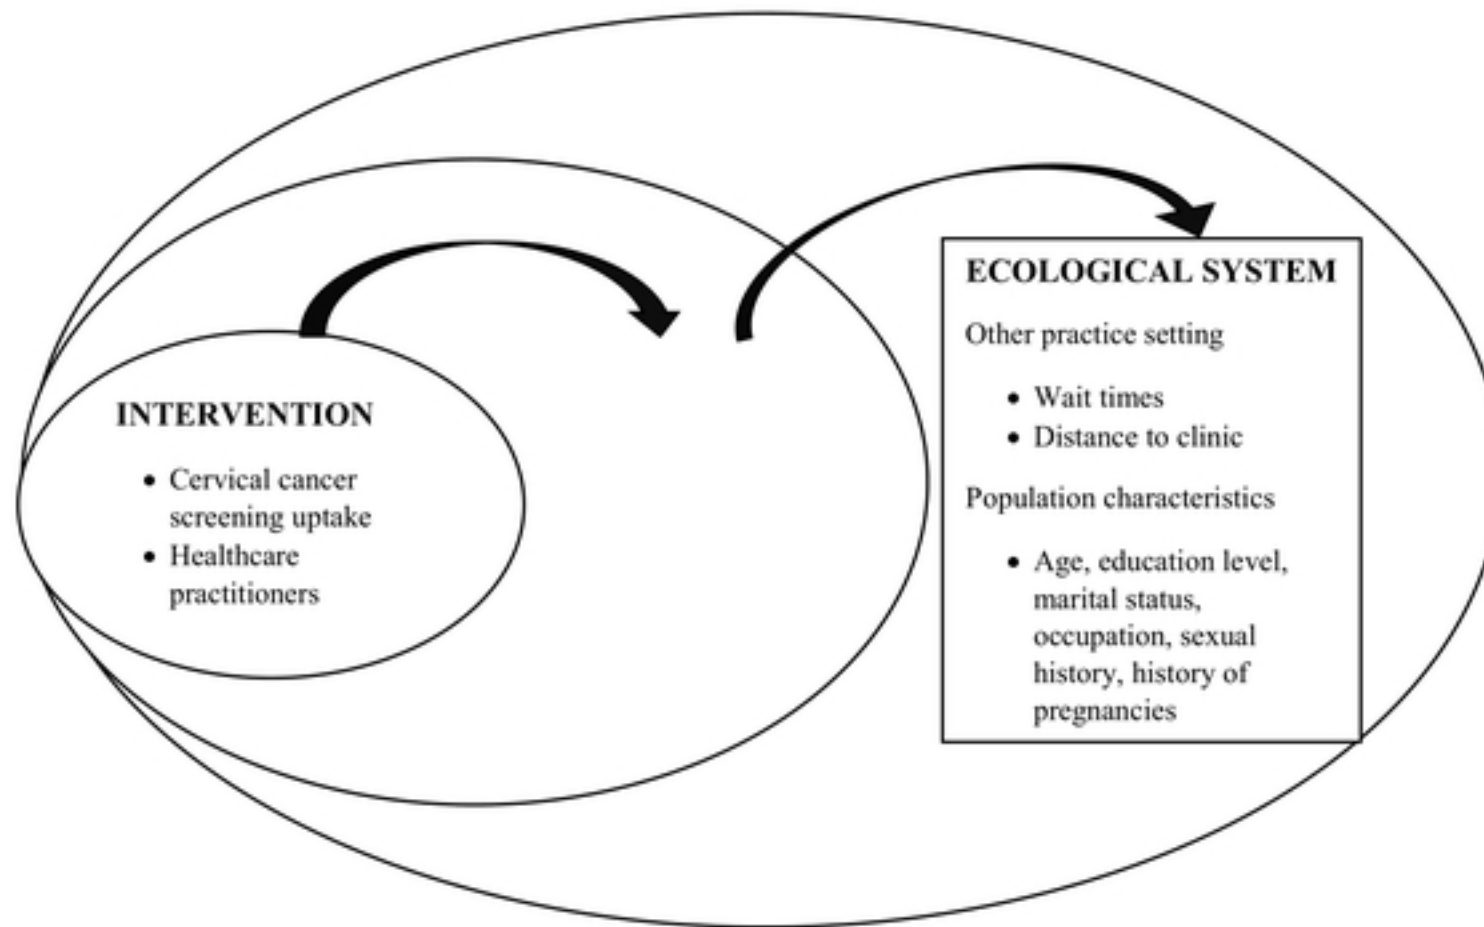 INTERVENTION
• Cervical cancer
screening uptake
• Healthcare
practitioners
ECOLOGICAL SYSTEM
Other practice setting
• Wait times
• Distance to clinic
Population characteristics
• Age, education level,
marital status,
occupation, sexual
history, history of
pregnancies